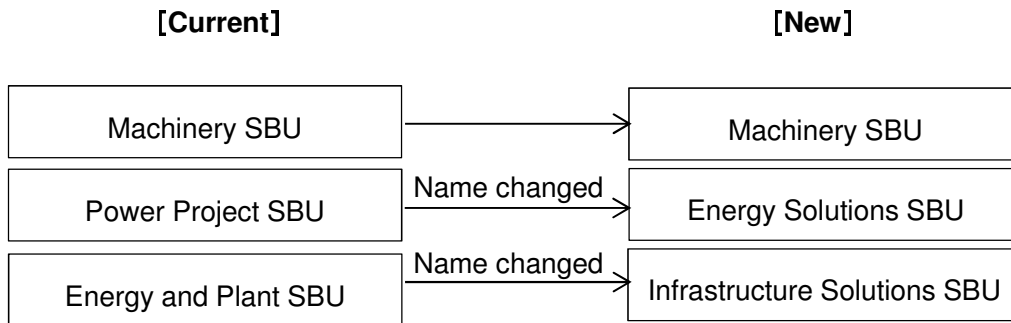 [Current] [New]
Machinery SBU Machinery SBU
Power Project SBU Name changed Energy Solutions SBU
Energy and Plant SBU Name changed Infrastructure Solutions SBU